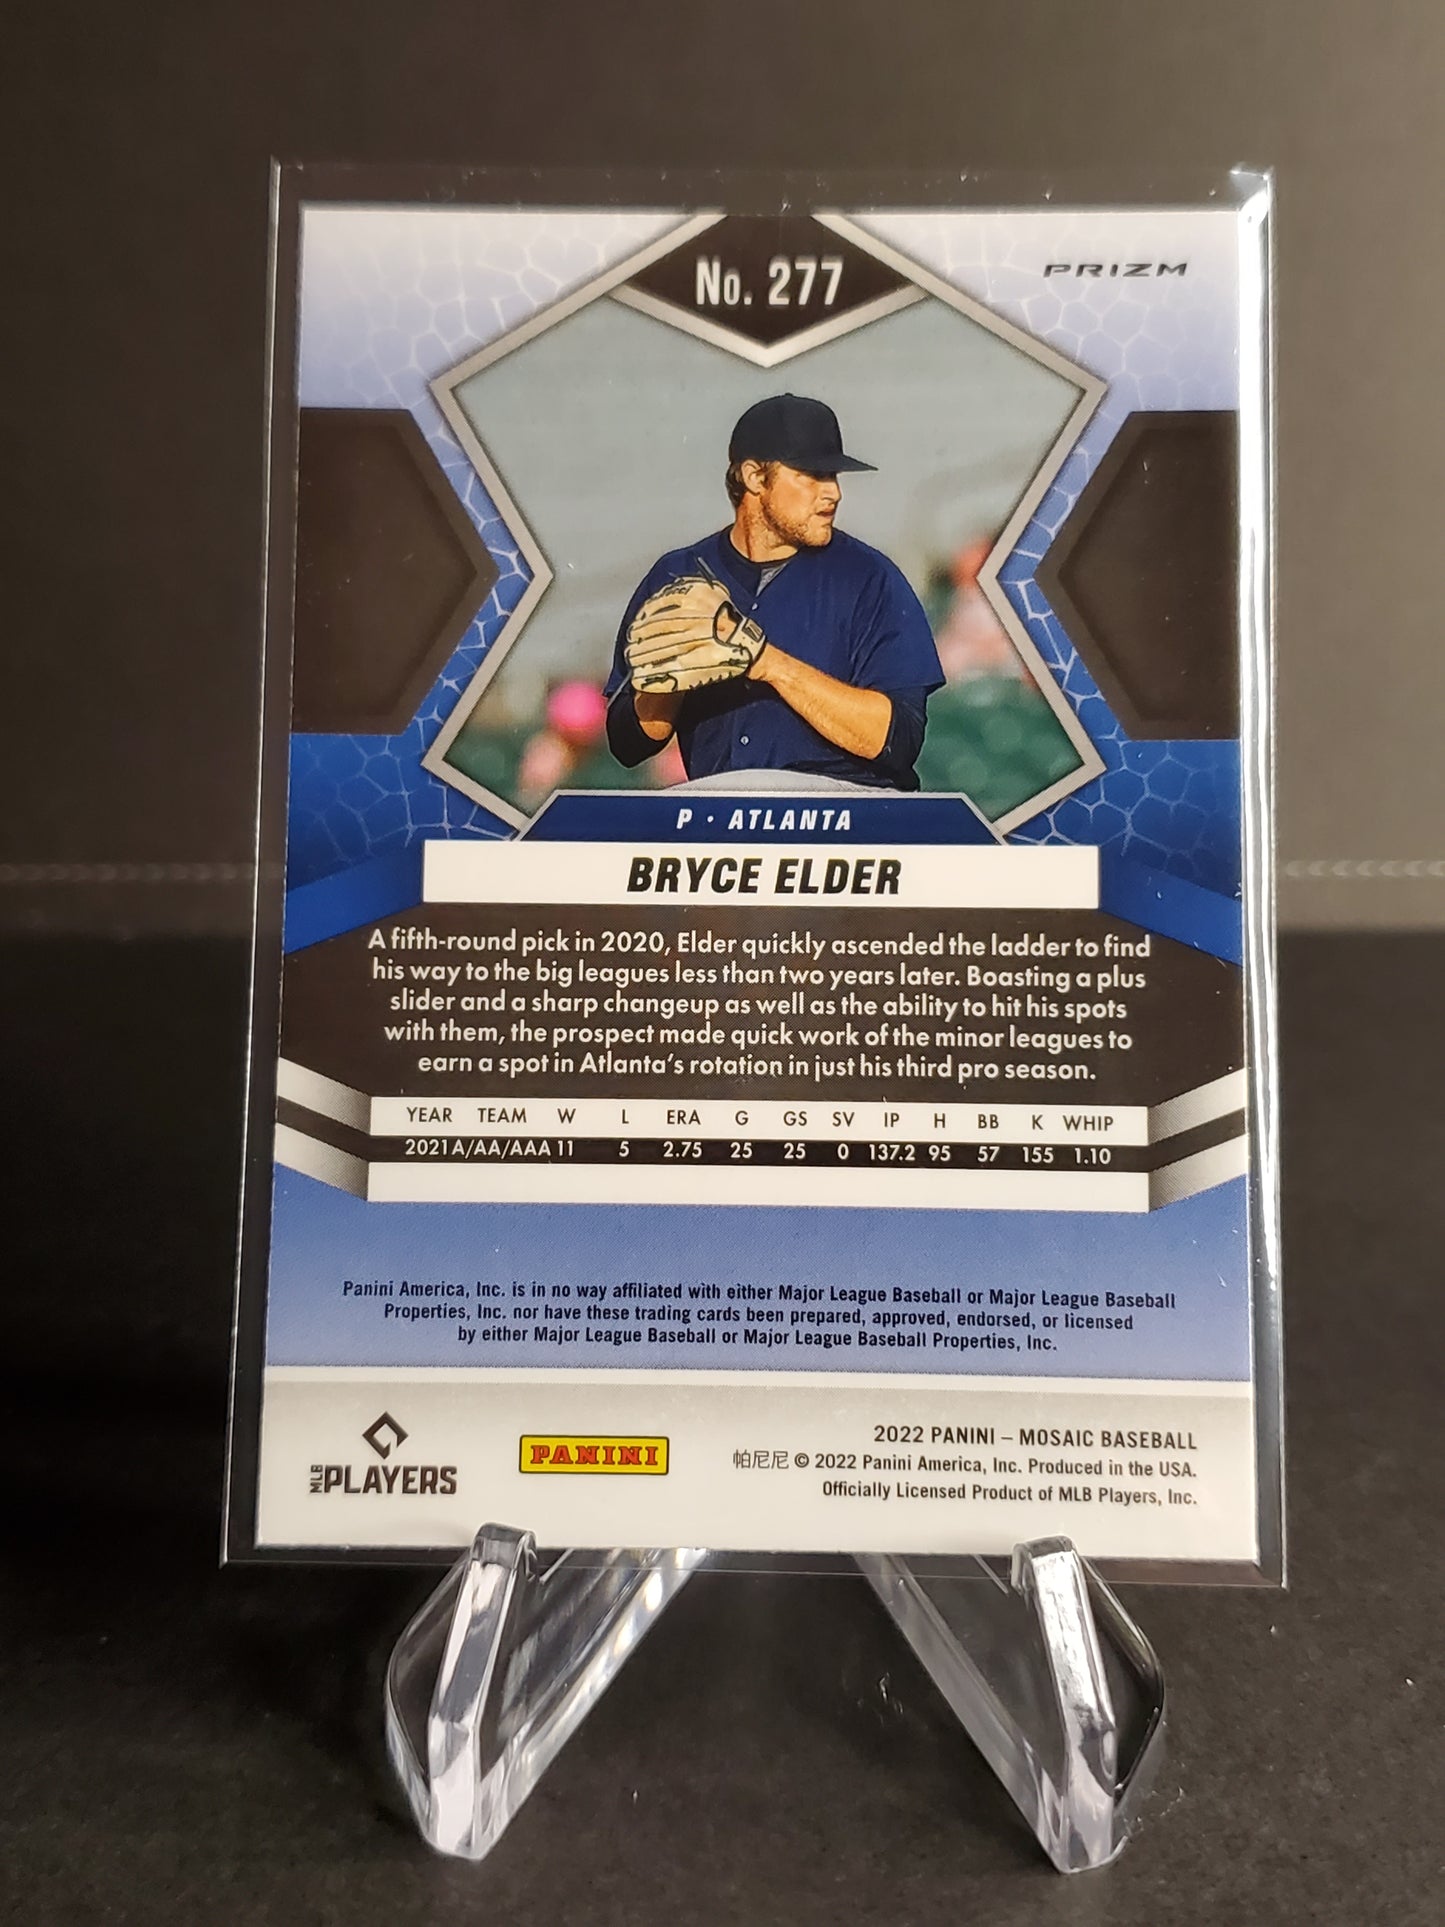 No. 277
PRIZM
P · ATLANTA
BRYCE ELDER
A fifth-round pick in 2020, Elder quickly ascended the ladder to find
his way to the big leagues less than two years later. Boasting a plus
slider and a sharp changeup as well as the ability to hit his spots
with them, the prospect made quick work of the minor leagues to
earn a spot in Atlanta's rotation in just his third pro season.
YEAR TEAM W L ERA G GS SV IP H BB K WHIP
2021 A/AA/AAA 11 5 2.75 25 25 0 137.2 95 57 155 1.10
Panini America, Inc. is in no way affiliated with either Major League Baseball or Major League Baseball
Properties, Inc. nor have these trading cards been prepared, approved, endorsed, or licensed
by either Major League Baseball or Major League Baseball Properties, Inc.
MLB PLAYERS
PANINI
2022 PANINI – MOSAIC BASEBALL
帕尼尼 © 2022 Panini America, Inc. Produced in the USA.
Officially Licensed Product of MLB Players, Inc.